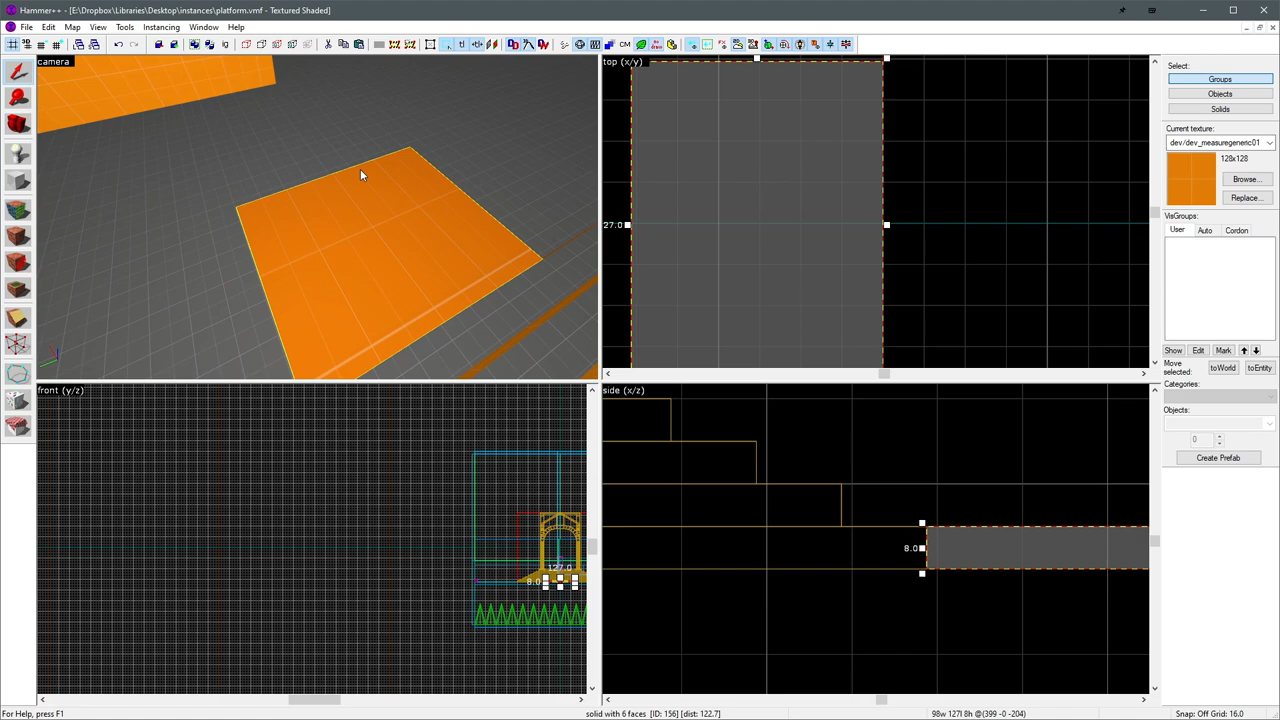 Hammer++ - [E:\Dropbox\Libraries\Desktop\instances\platform.vmf - Textured Shaded]
File Edit Map View Tools Instancing Window Help
CM
camera
top (x/y)
27.0
front (y/z)
127.0
8.0
side (x/z)
8.0
Select:
Groups
Objects
Solids
Current texture:
dev/dev_measuregeneric01
128x128
Browse...
Replace...
VisGroups:
User Auto Cordon
Show Edit Mark
Move selected: toWorld toEntity
Categories:
Objects:
0
Create Prefab
For Help, press F1
solid with 6 faces [ID: 156] [dist: 122.7]
98w 127l 8h @(399 -0 -204)
Snap: Off Grid: 16.0